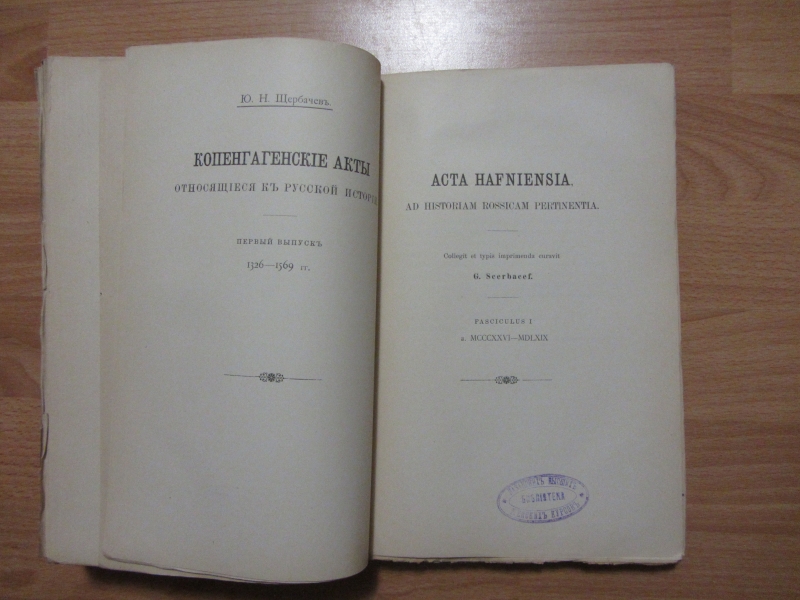 Ю. Н. Щербачевъ.
КОПЕНГАГЕНСКІЕ АКТЫ
ОТНОСЯЩІЕСЯ КЪ РУССКОЙ ИСТОРІИ
ПЕРВЫЙ ВЫПУСКЪ
1326—1569 гг.
ACTA HAFNIENSIA.
AD HISTORIAM ROSSICAM PERTINENTIA.
Collegit et typis imprimenda curavit
G. Scerbacef.
FASCICULUS I
a. MCCCXXVI—MDLXIX
БИБЛІОТЕКА